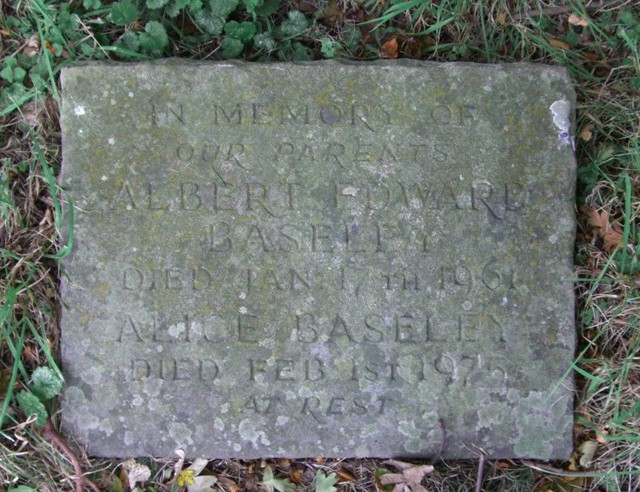 IN MEMORY OF
OUR PARENTS
ALBERT EDWARD
BASELEY
DIED JAN 17TH 1961
ALICE BASELEY
DIED FEB 1ST
AT REST